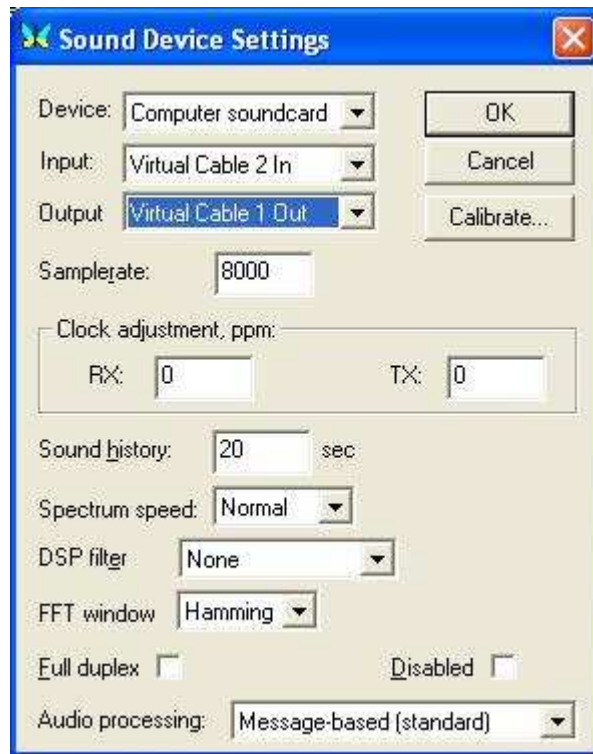 Sound Device Settings
Device: Computer soundcard OK
Input: Virtual Cable 2 In Cancel
Output Virtual Cable 1 Out Calibrate...
Samplerate: 8000
Clock adjustment, ppm:
RX: 0 TX: 0
Sound history: 20 sec
Spectrum speed: Normal
DSP filter None
FFT window Hamming
Full duplex Disabled
Audio processing: Message-based (standard)